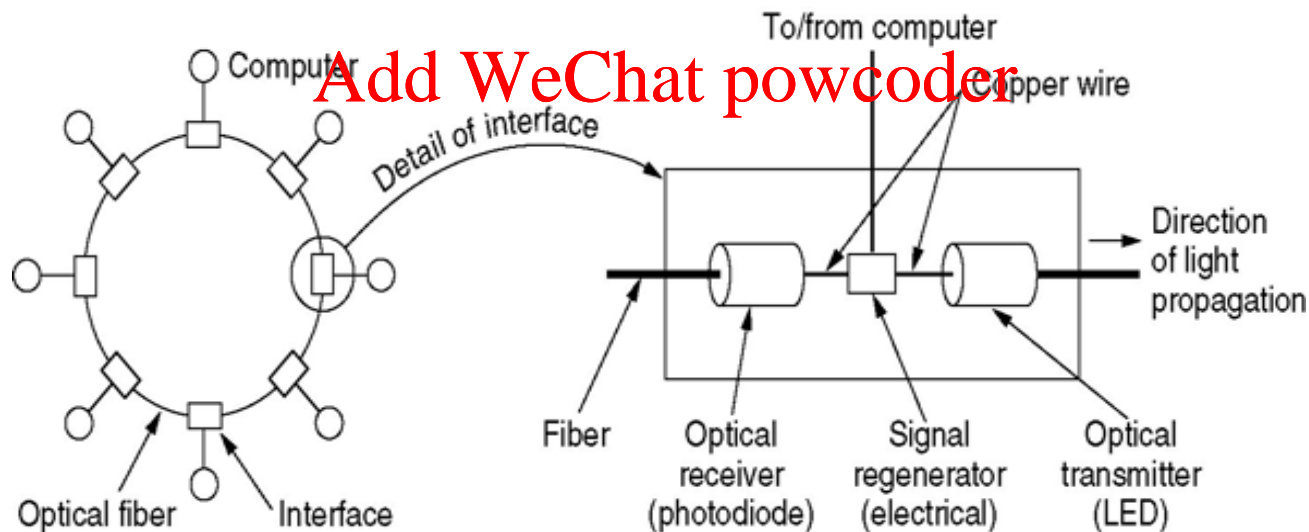 To/from computer
Computer
Add WeChat powcoder
Copper wire
Detail of interface
Direction
of light
propagation
Fiber
Optical
receiver
(photodiode)
Signal
regenerator
(electrical)
Optical
transmitter
(LED)
Optical fiber
Interface